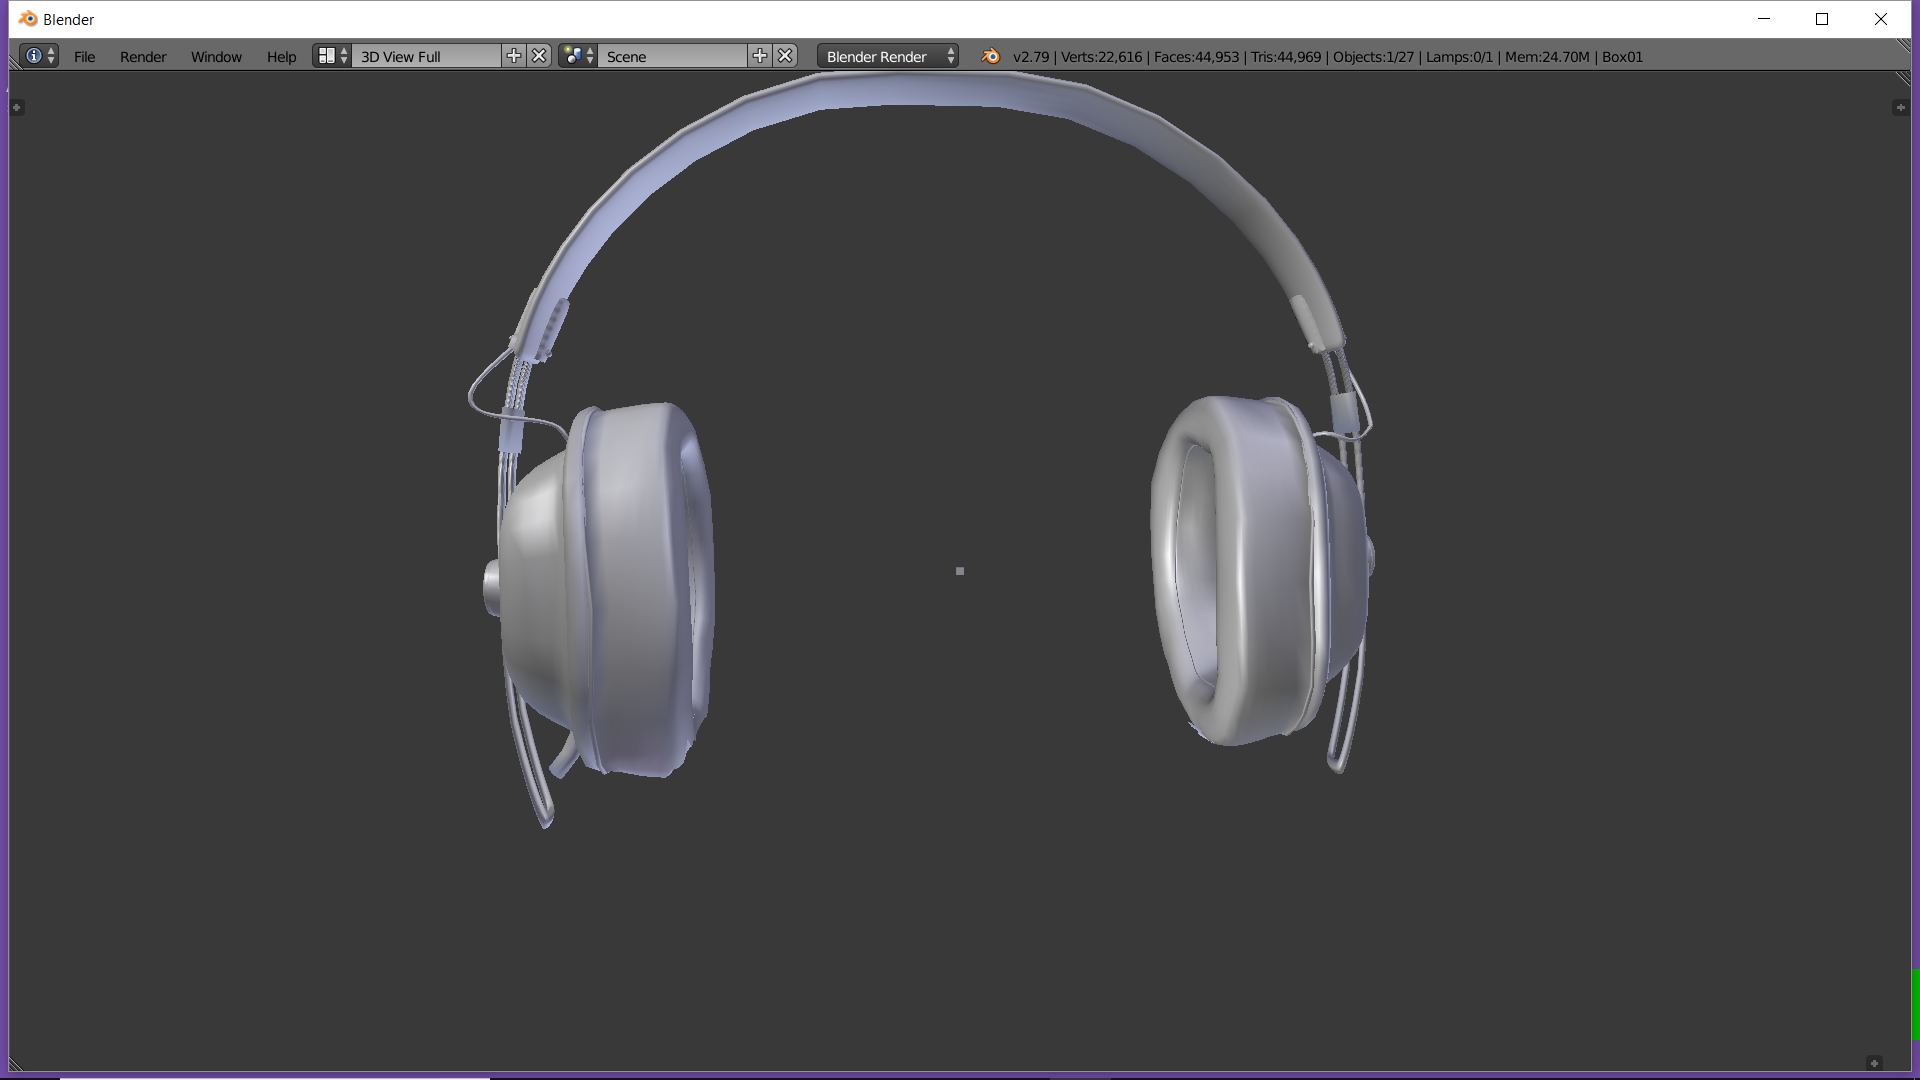 Blender
File Render Window Help 3D View Full Scene Blender Render v2.79 | Verts:22,616 | Faces:44,953 | Tris:44,969 | Objects:1/27 | Lamps:0/1 | Mem:24.70M | Box01